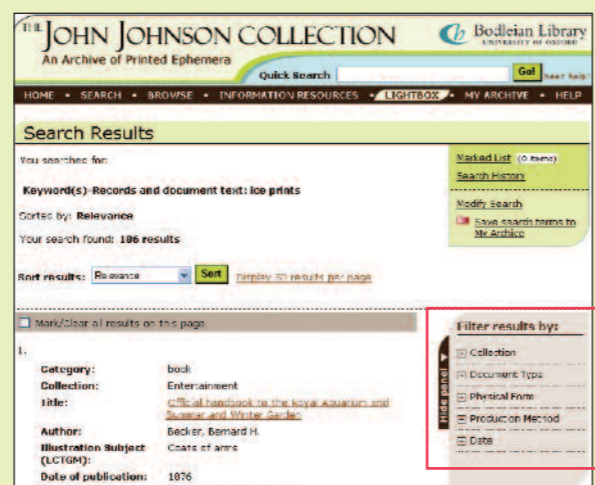 THE JOHN JOHNSON COLLECTION
An Archive of Printed Ephemera
Bodleian Library
UNIVERSITY OF OXFORD
Quick Search
Go!
Need help?
HOME • SEARCH • BROWSE • INFORMATION RESOURCES • LIGHTBOX • MY ARCHIVE • HELP
Search Results
You searched for:
Keyword(s)-Records and document text: ice prints
Sorted by: Relevance
Your search found: 186 results
Marked List (0 items)
Search History
Modify Search
Save search terms to
My Archive
Sort results: Relevance Sort Display 50 results per page
Mark/Clear all results on this page
1.
Category: book
Collection: Entertainment
Title: Official handbook to the Royal Aquarium and
Summer and Winter Garden
Author: Becker, Bernard H.
Illustration Subject Coats of arms
(LCTGM):
Date of publication: 1876
Hide panel
Filter results by:
Collection
Document Type
Physical Form
Production Method
Date